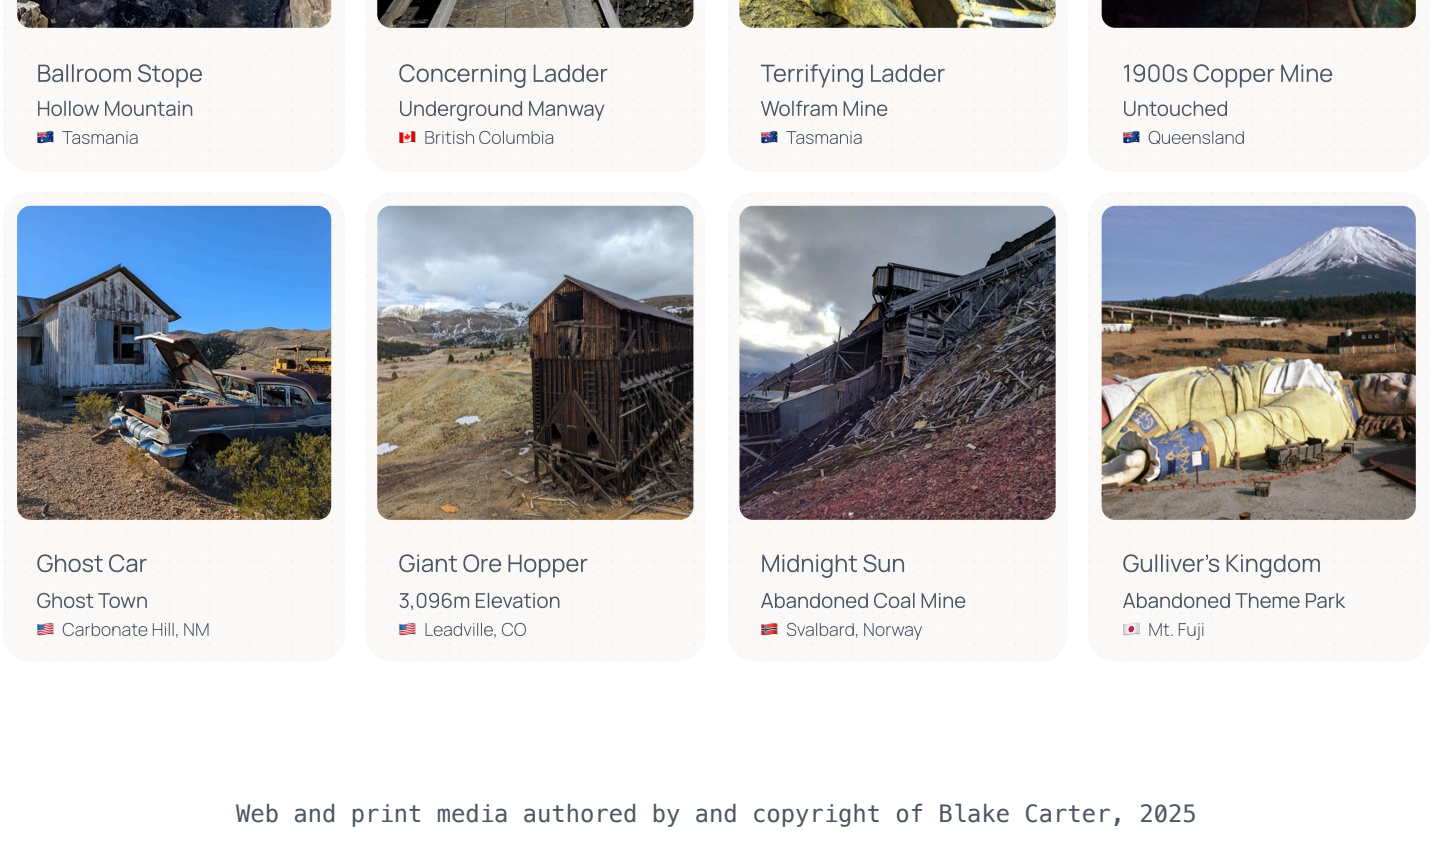 Ballroom Stope
Hollow Mountain
Tasmania
Concerning Ladder
Underground Manway
British Columbia
Terrifying Ladder
Wolfram Mine
Tasmania
1900s Copper Mine
Untouched
Queensland
Ghost Car
Ghost Town
Carbonate Hill, NM
Giant Ore Hopper
3,096m Elevation
Leadville, CO
Midnight Sun
Abandoned Coal Mine
Svalbard, Norway
Gulliver’s Kingdom
Abandoned Theme Park
Mt. Fuji
Web and print media authored by and copyright of Blake Carter, 2025